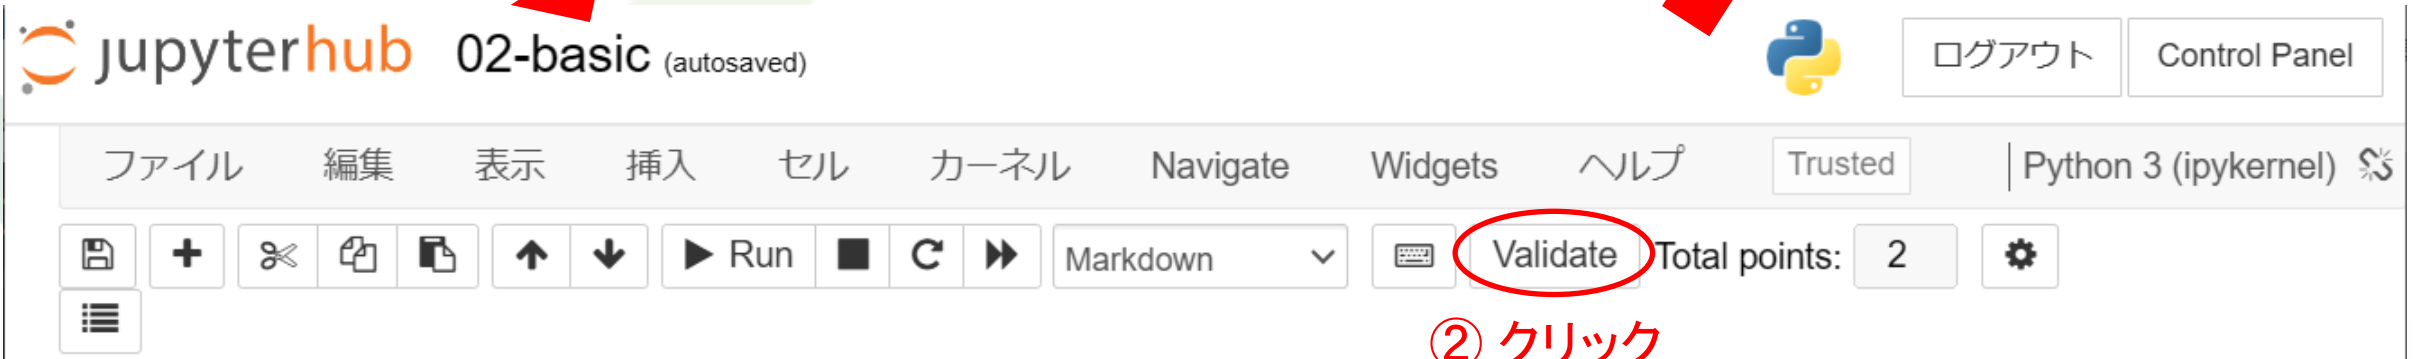 jupyterhub 02-basic (autosaved) ログアウト Control Panel
ファイル 編集 表示 挿入 セル カーネル Navigate Widgets ヘルプ Trusted Python 3 (ipykernel)
Run Markdown Validate Total points: 2
② クリック